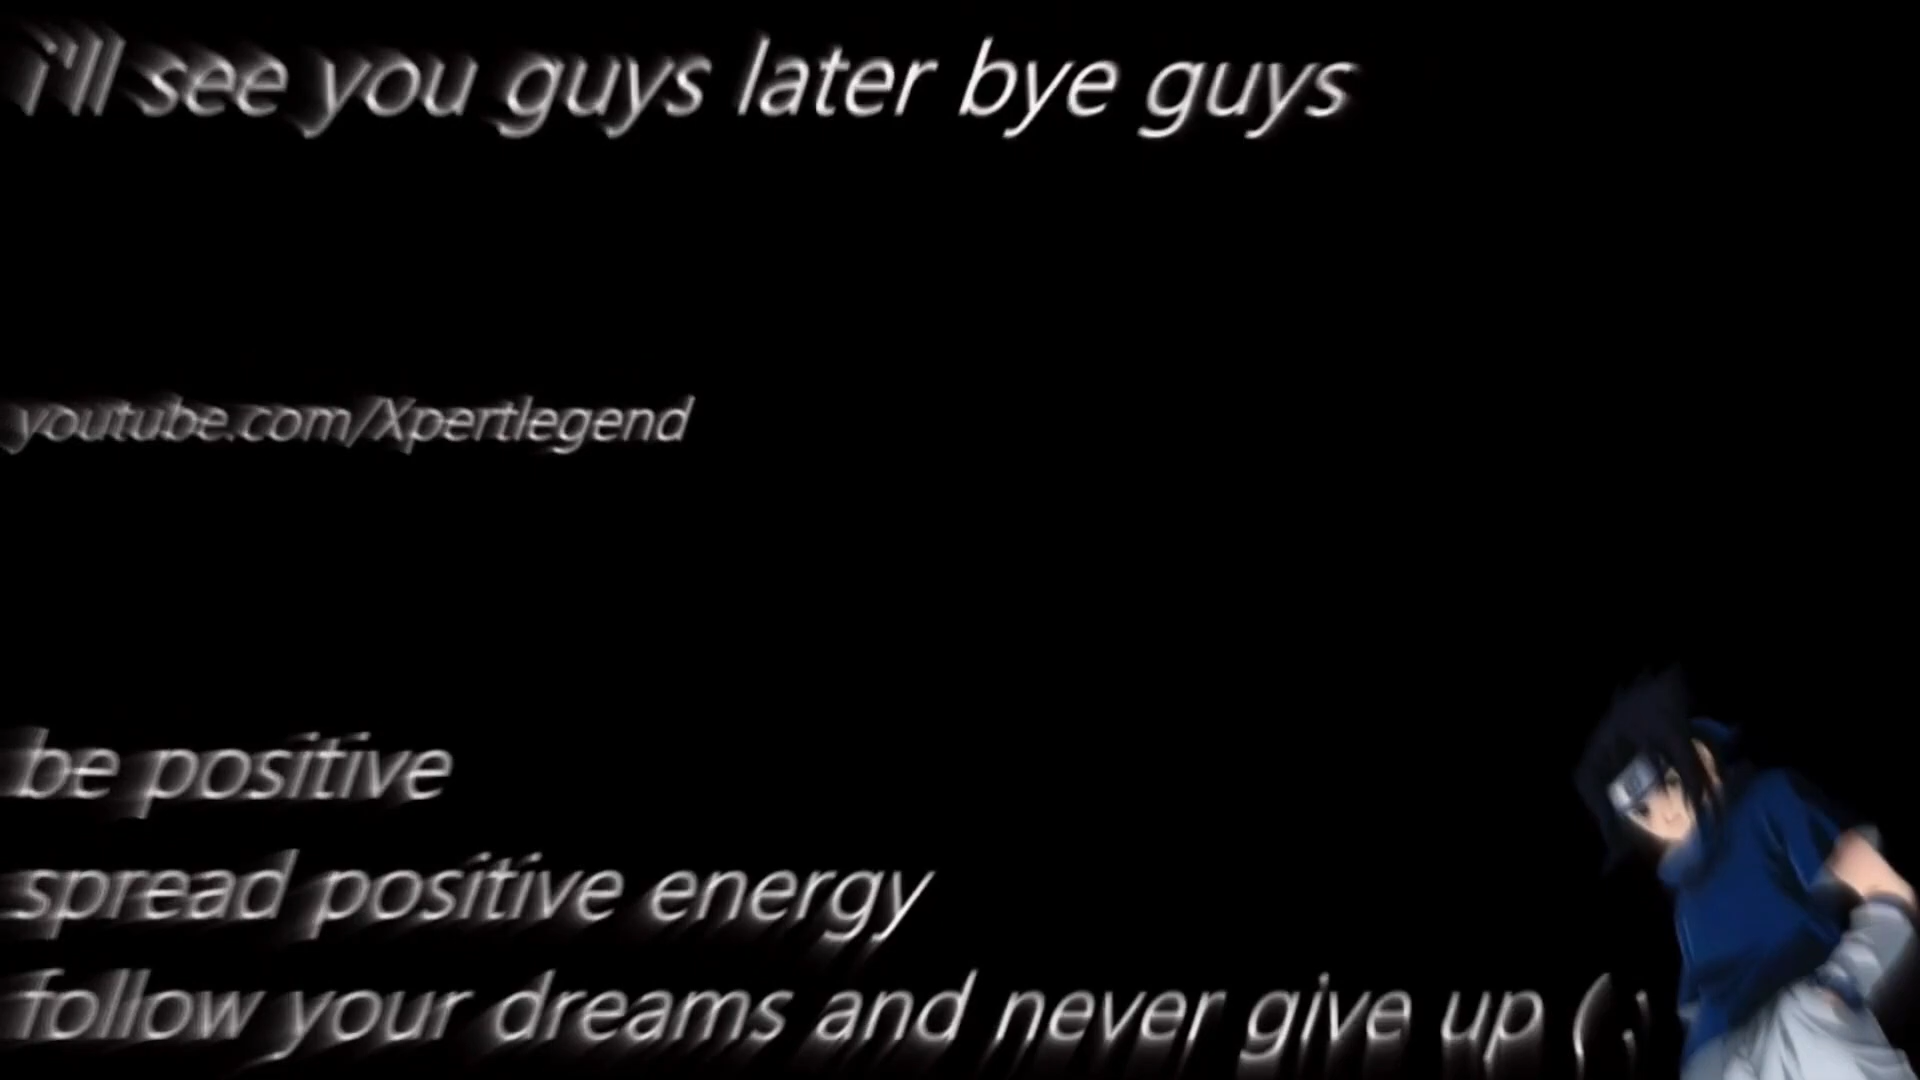 i'll see you guys later bye guys
youtube.com/Xpertlegend
be positive
spread positive energy
follow your dreams and never give up ( ;